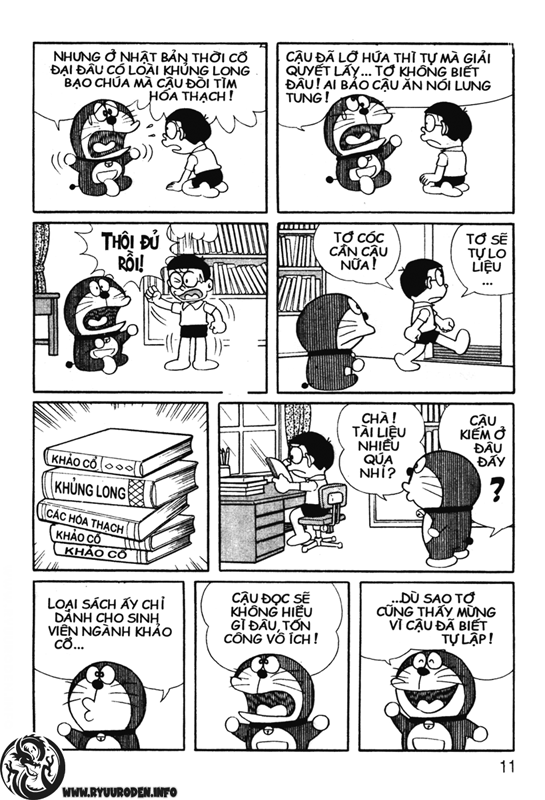 NHƯNG Ở NHẬT BẢN THỜI CỔ
ĐẠI ĐÂU CÓ LOÀI KHỦNG LONG
BẠO CHÚA MÀ CẬU ĐÒI TÌM
HÓA THẠCH!
CẬU ĐÃ LỠ HỨA THÌ TỰ MÀ GIẢI
QUYẾT LẤY... TỚ KHÔNG BIẾT
ĐÂU! AI BẢO CẬU ĂN NÓI LUNG
TUNG!
THÔI ĐỦ
RỒI!
TỚ CÓC
CẦN CẬU
NỮA!
TỚ SẼ
TỰ LO
LIỆU
...
KHẢO CỔ
KHỦNG LONG
CÁC HÓA THẠCH
KHẢO CỔ
KHẢO CỔ
CHÀ!
TÀI LIỆU
NHIỀU
QÚA
NHỈ?
CẬU
KIẾM Ở
ĐÂU
ĐẤY
?
LOẠI SÁCH ẤY CHỈ
DÀNH CHO SINH
VIÊN NGÀNH KHẢO
CỔ...
CẬU ĐỌC SẼ
KHÔNG HIỂU
GÌ ĐÂU, TỐN
CÔNG VÔ ÍCH!
...DÙ SAO TỚ
CŨNG THẤY MỪNG
VÌ CẬU ĐÃ BIẾT
TỰ LẬP!
11
WWW.RYUURODEN.INFO